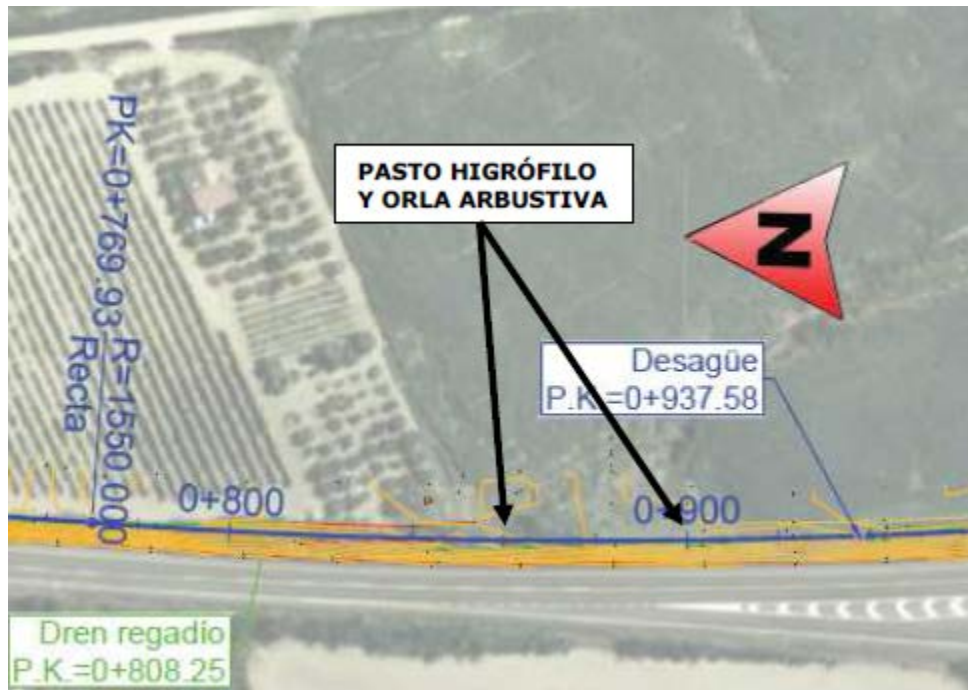 PASTO HIGRÓFILO
Y ORLA ARBUSTIVA
N
PK=0+769.93 R=1550.000
Recta
Desagüe
P.K.=0+937.58
0+800
0+900
Dren regadío
P.K.=0+808.25